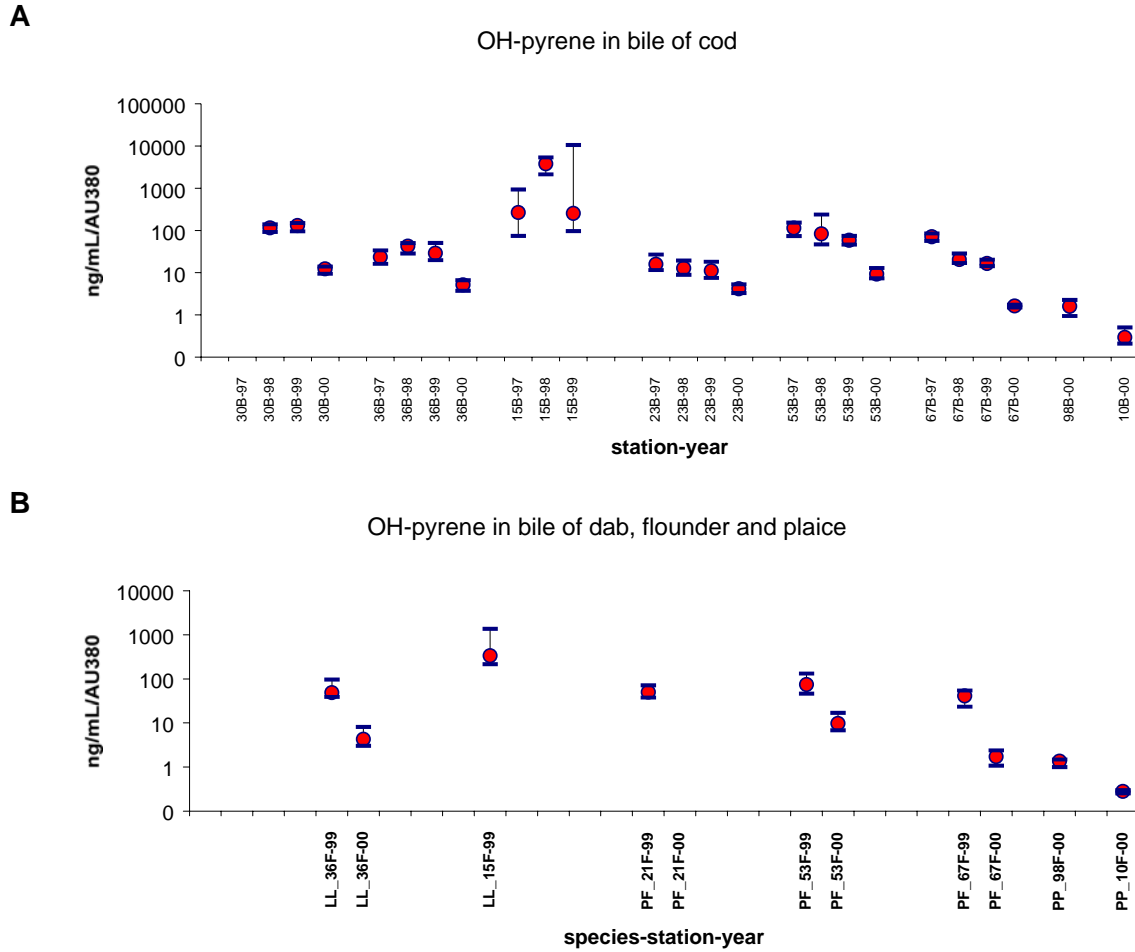 A
OH-pyrene in bile of cod
100000
10000
1000
100
10
1
0
ng/mL/AU380
30B-97
30B-98
30B-99
30B-00
36B-97
36B-98
36B-99
36B-00
15B-97
15B-98
15B-99
23B-97
23B-98
23B-99
23B-00
53B-97
53B-98
53B-99
53B-00
67B-97
67B-98
67B-99
67B-00
98B-00
10B-00
station-year
B
OH-pyrene in bile of dab, flounder and plaice
10000
1000
100
10
1
0
ng/mL/AU380
LL_36F-99
LL_36F-00
LL_15F-99
PF_21F-99
PF_21F-00
PF_53F-99
PF_53F-00
PF_67F-99
PF_67F-00
PP_98F-00
PP_10F-00
species-station-year